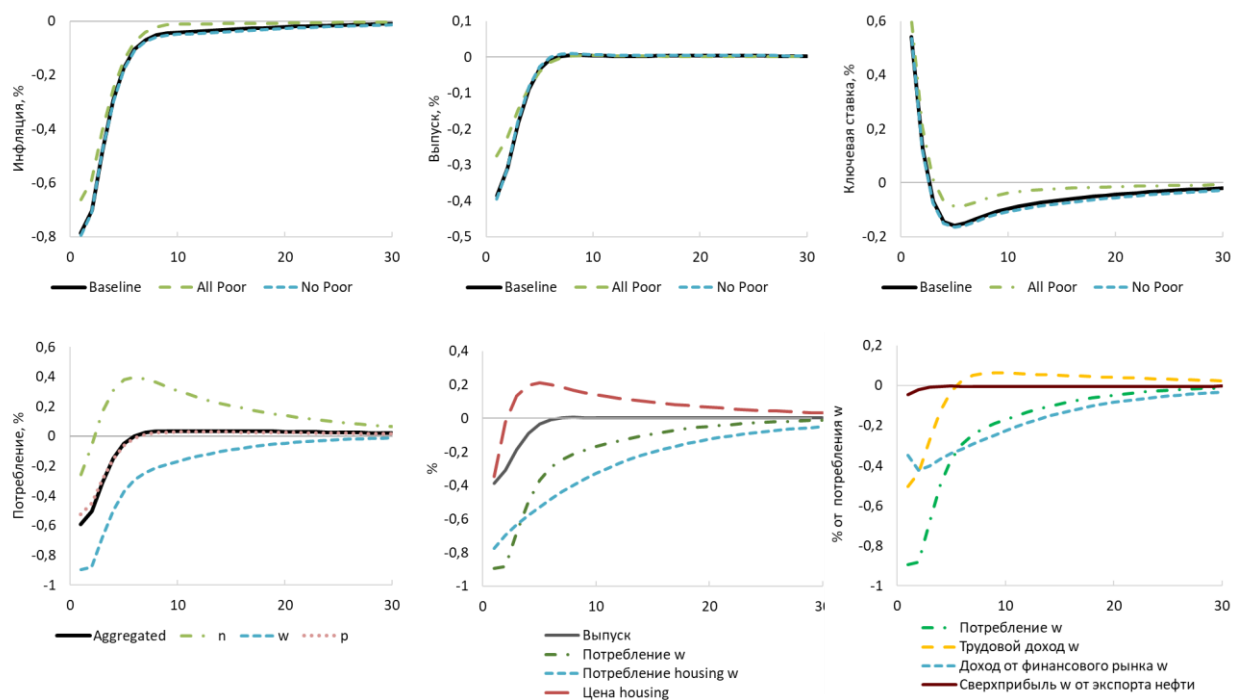 Инфляция, %
0
-0,2
-0,4
-0,6
-0,8
0 10 20 30
Baseline All Poor No Poor
Выпуск, %
0,1
0
-0,1
-0,2
-0,3
-0,4
-0,5
0 10 20 30
Baseline All Poor No Poor
Ключевая ставка, %
0,6
0,4
0,2
0
-0,2
0 10 20 30
Baseline All Poor No Poor
Потребление, %
0,6
0,4
0,2
0
-0,2
-0,4
-0,6
-0,8
-1
0 10 20 30
Aggregated n w p
%
0,4
0,2
0
-0,2
-0,4
-0,6
-0,8
-1
0 10 20 30
Выпуск
Потребление w
Потребление housing w
Цена housing
% от потребления w
0,2
0
-0,2
-0,4
-0,6
-0,8
-1
0 10 20 30
Потребление w
Трудовой доход w
Доход от финансового рынка w
Сверхприбыль w от экспорта нефти